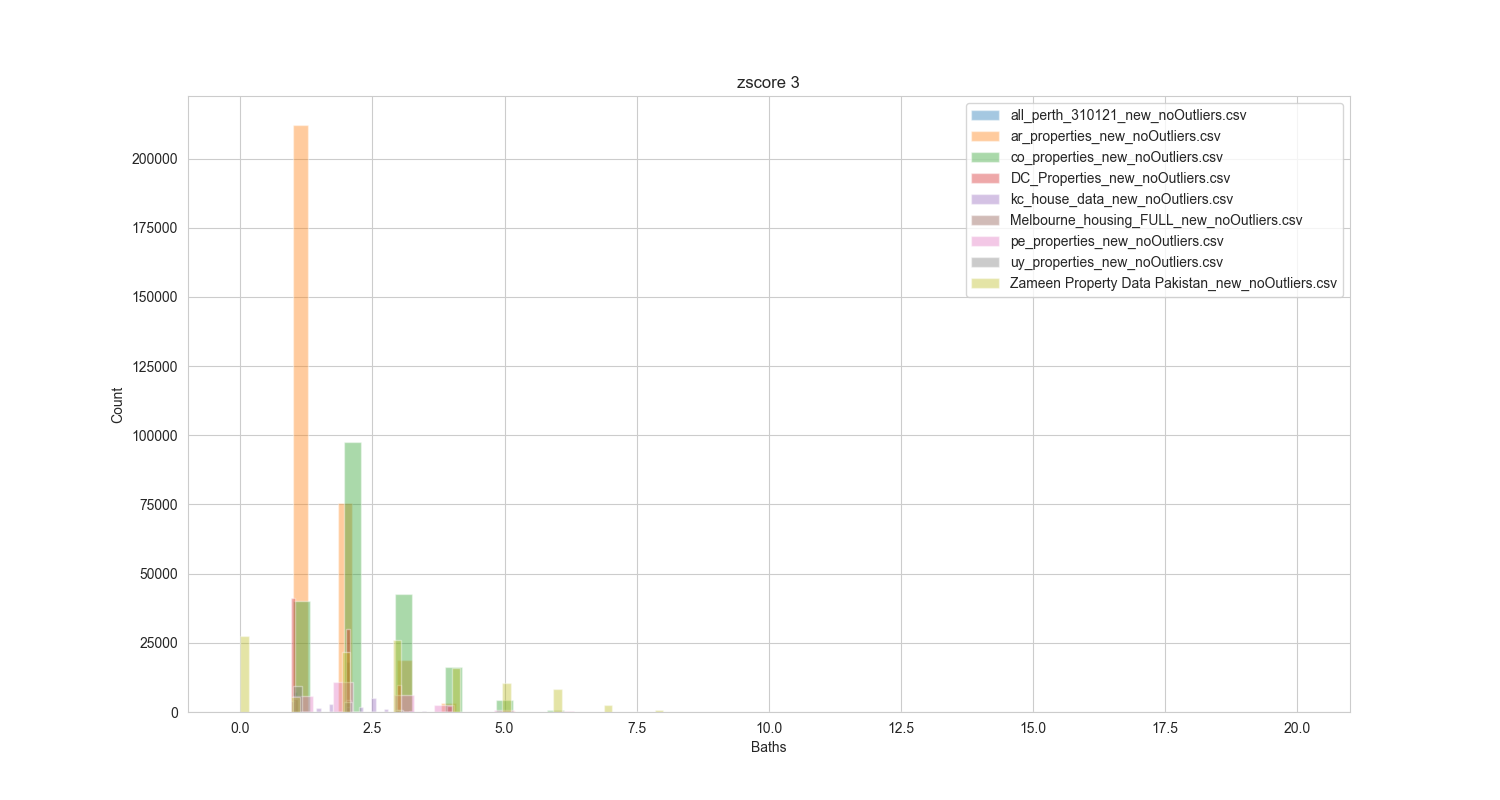 zscore 3
all_perth_310121_new_noOutliers.csv
ar_properties_new_noOutliers.csv
co_properties_new_noOutliers.csv
DC_Properties_new_noOutliers.csv
kc_house_data_new_noOutliers.csv
Melbourne_housing_FULL_new_noOutliers.csv
pe_properties_new_noOutliers.csv
uy_properties_new_noOutliers.csv
Zameen Property Data Pakistan_new_noOutliers.csv
200000
175000
150000
125000
100000
75000
50000
25000
0
Count
0.0 2.5 5.0 7.5 10.0 12.5 15.0 17.5 20.0
Baths